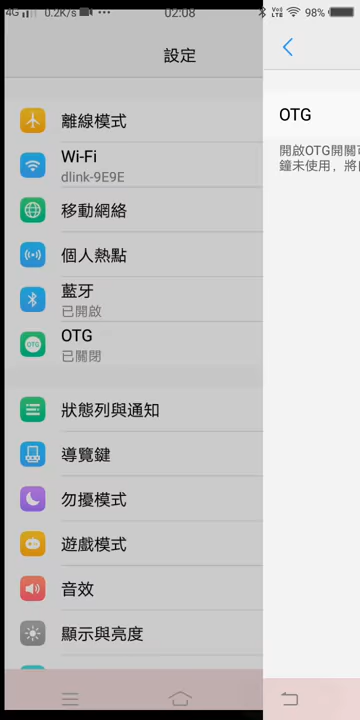 4G 0.2K/s ••• 02:08 VoD LTE 98%
設定
離線模式
Wi-Fi
dlink-9E9E
移動網絡
個人熱點
藍牙
已開啟
OTG
已關閉
狀態列與通知
導覽鍵
勿擾模式
遊戲模式
音效
顯示與亮度
OTG
開啟OTG開關
鐘未使用，將